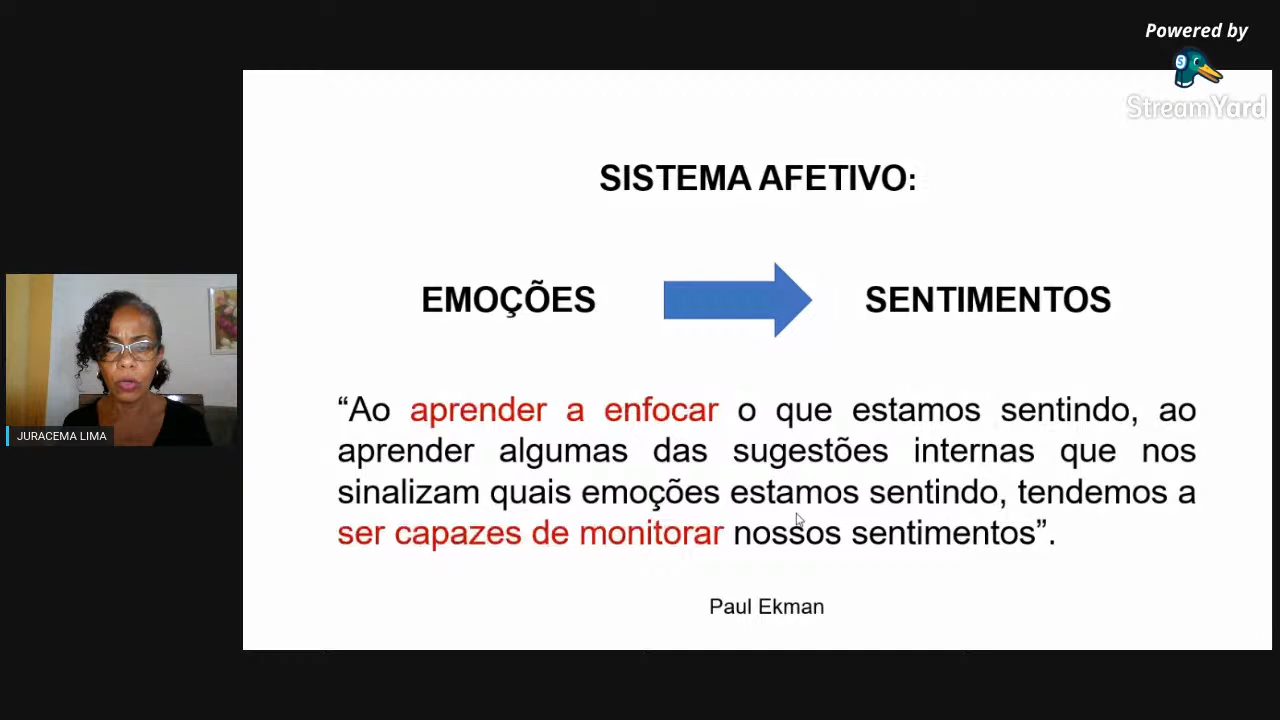 Powered by
StreamYard
SISTEMA AFETIVO:
EMOÇÕES
SENTIMENTOS
“Ao aprender a enfocar o que estamos sentindo, ao
aprender algumas das sugestões internas que nos
sinalizam quais emoções estamos sentindo, tendemos a
ser capazes de monitorar nossos sentimentos”.
Paul Ekman
JURACEMA LIMA